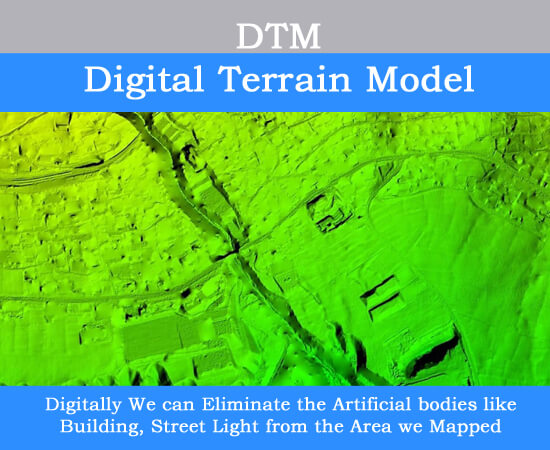 DTM
Digital Terrain Model
Digitally We can Eliminate the Artificial bodies like
Building, Street Light from the Area we Mapped